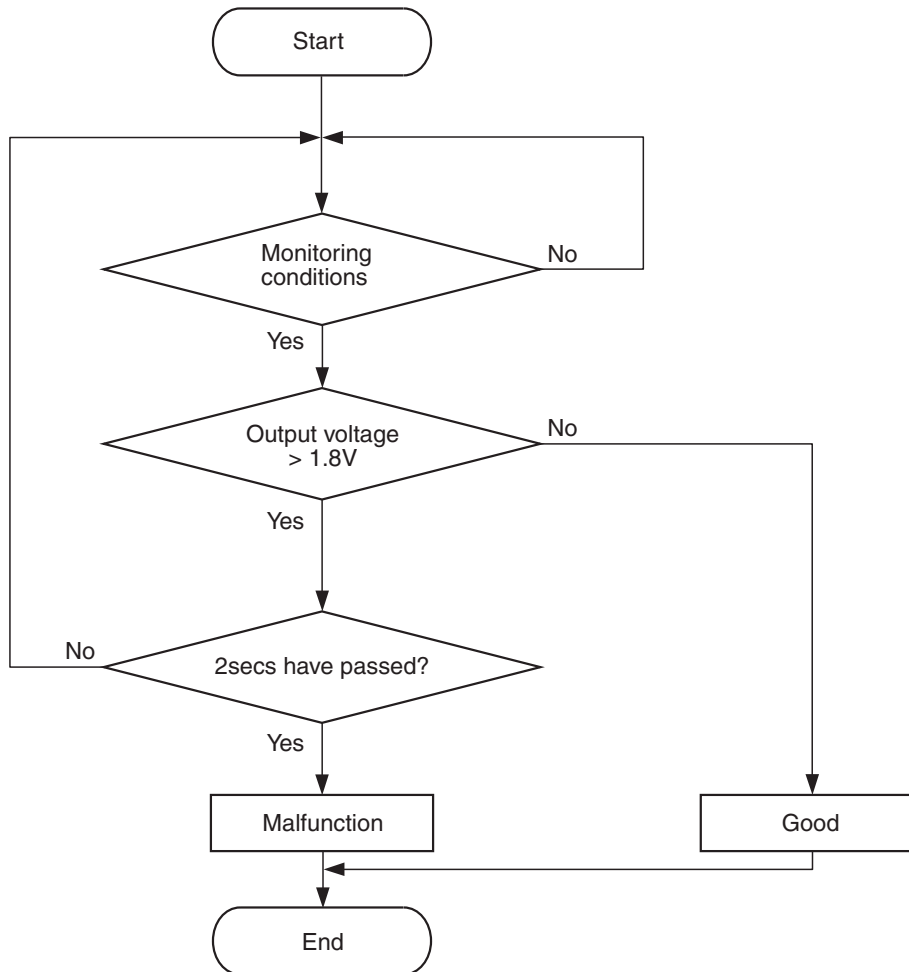 Start
Monitoring
conditions
No
Yes
Output voltage
> 1.8V
No
Yes
No
2secs have passed?
Yes
Malfunction
Good
End